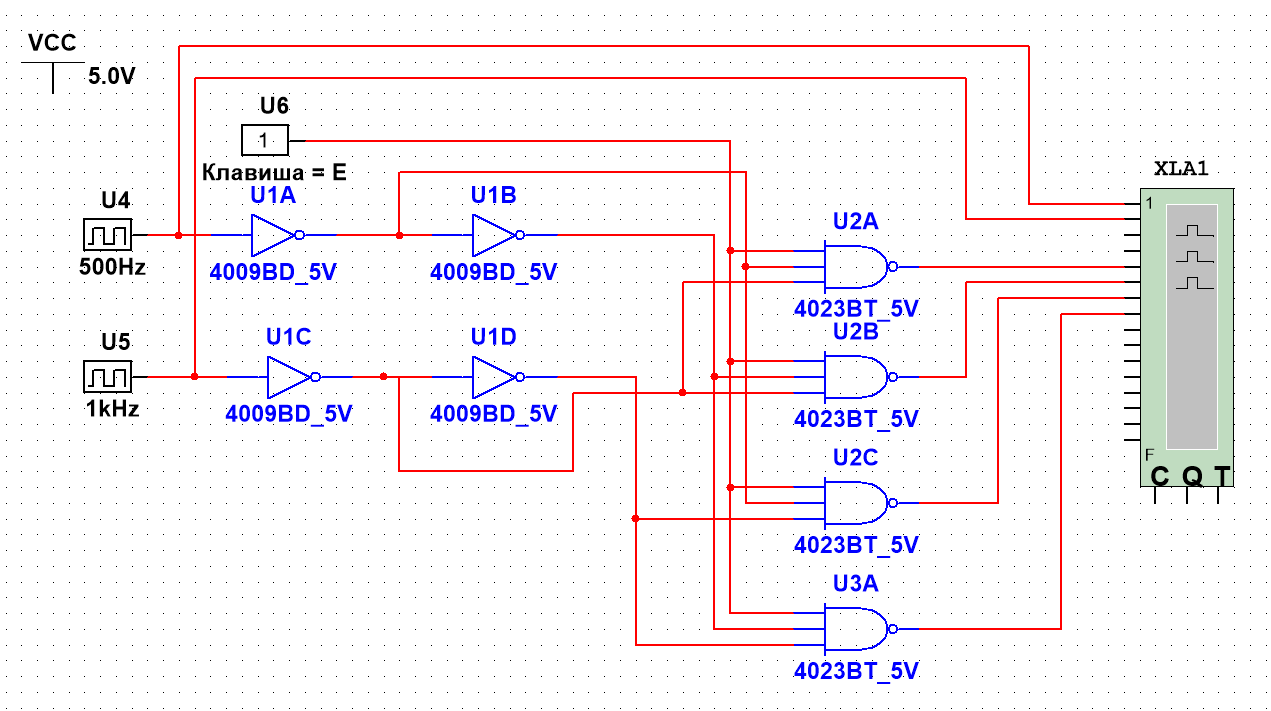 VCC
5.0V
U6
1
Клавиша = E
U4
500Hz
U1A
4009BD_5V
U1B
4009BD_5V
U5
1kHz
U1C
4009BD_5V
U1D
4009BD_5V
U2A
4023BT_5V
U2B
4023BT_5V
U2C
4023BT_5V
U3A
4023BT_5V
XLA1
1
F
C Q T